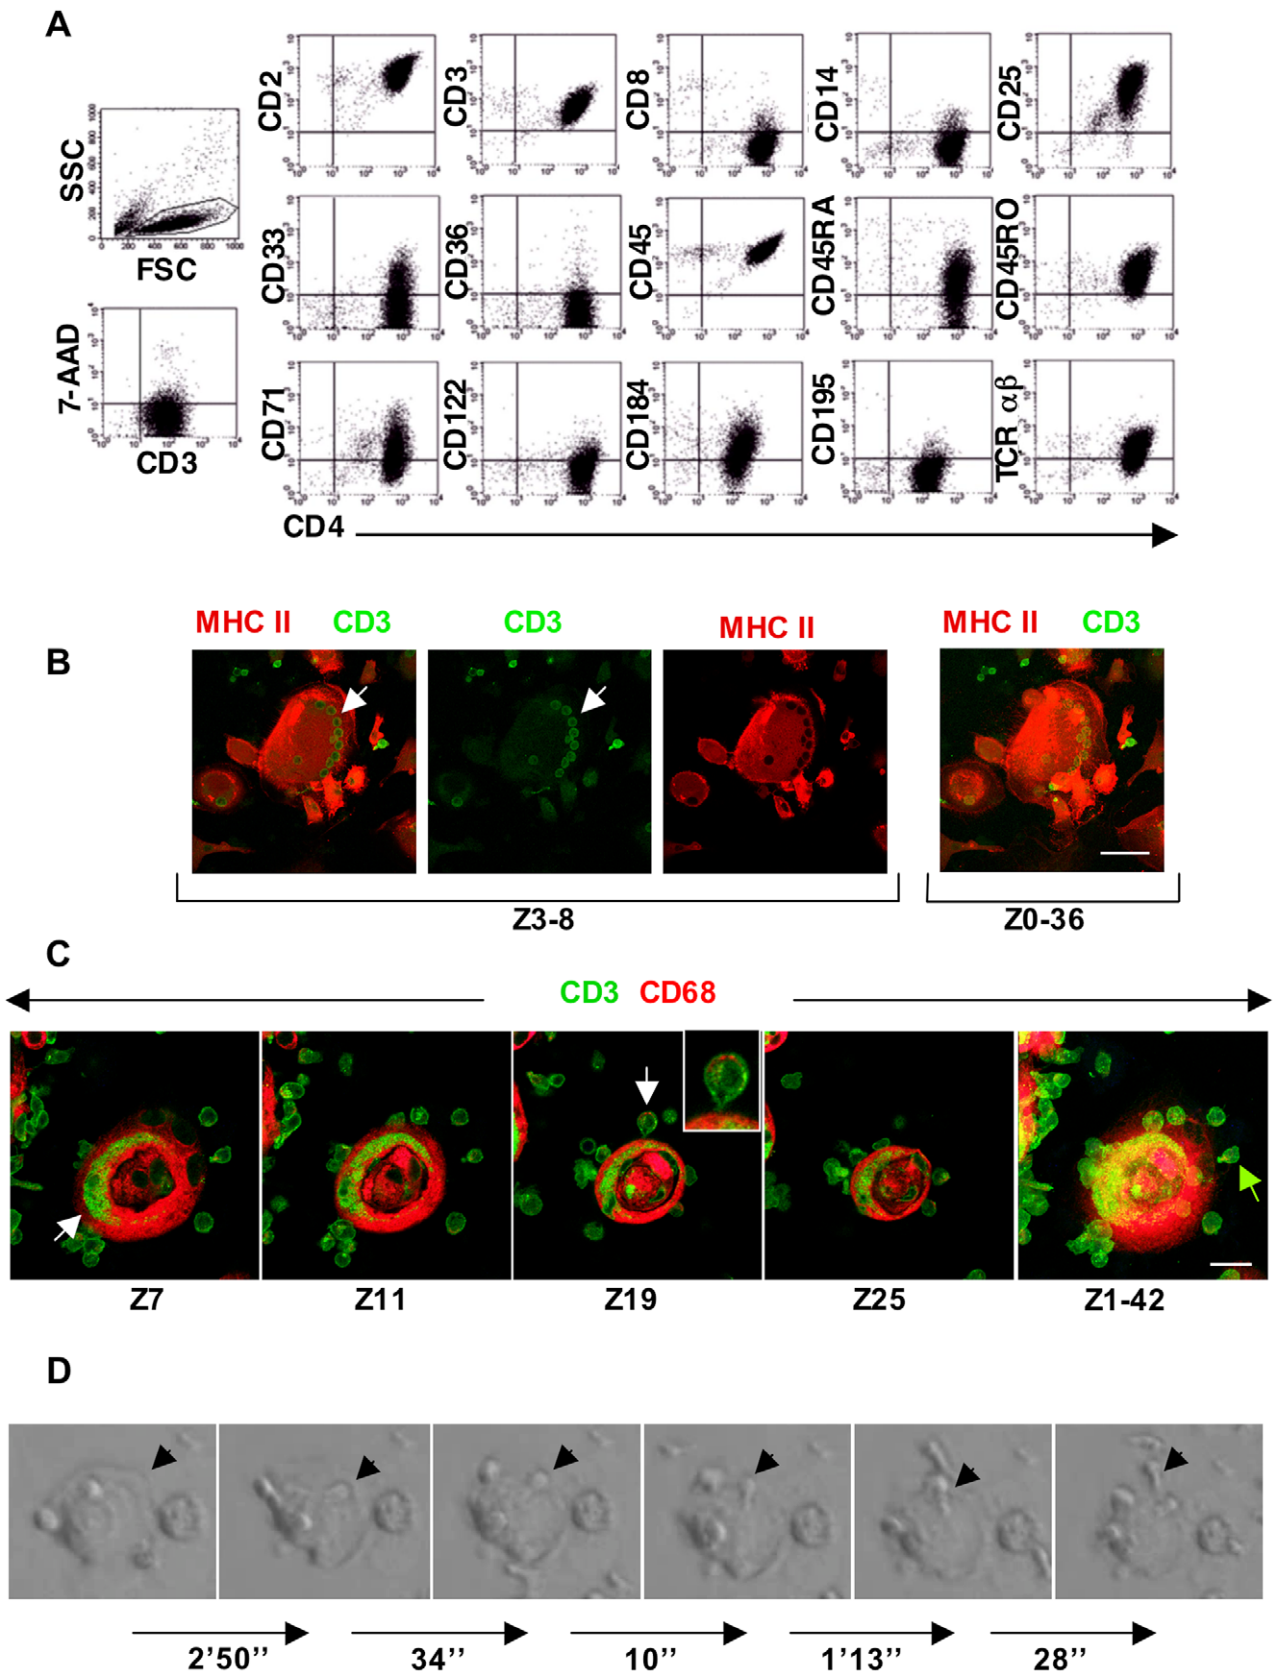 A
CD2
CD3
CD8
CD14
CD25
SSC
FSC
CD33
CD36
CD45
CD45RA
CD45RO
7-AAD
CD3
CD71
CD122
CD184
CD195
TCR αβ
CD4
B
MHC II CD3
CD3
MHC II
MHC II CD3
Z3-8
Z0-36
C
CD3 CD68
Z7
Z11
Z19
Z25
Z1-42
D
2’50’’
34’’
10’’
1’13’’
28’’